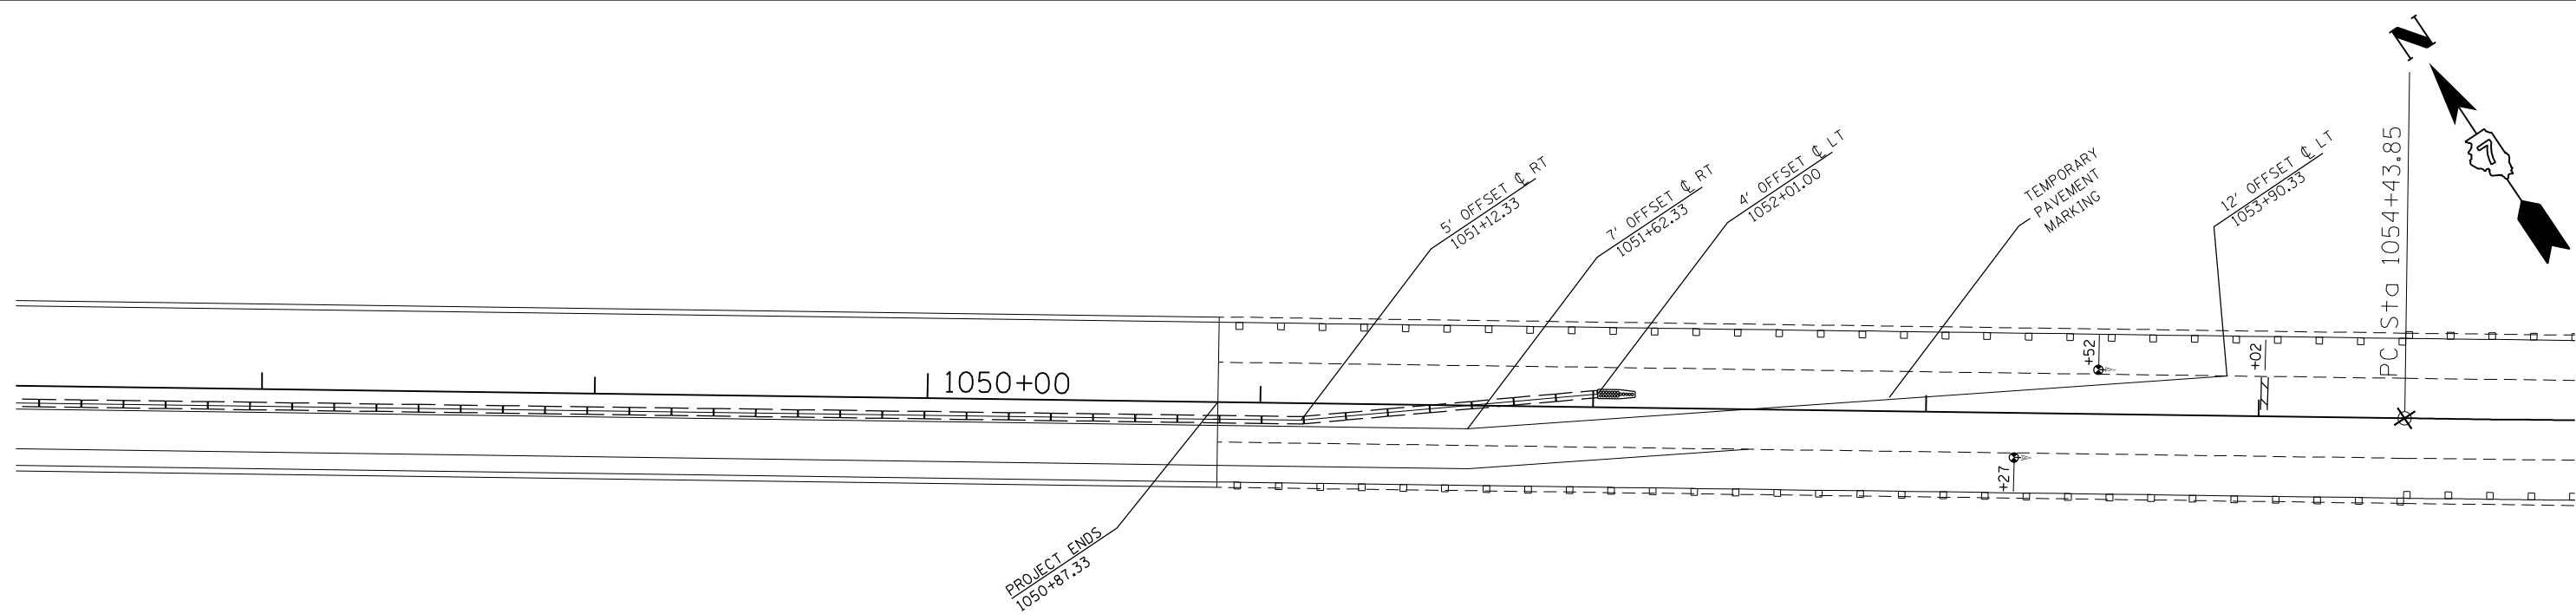 N
7
5' OFFSET ℄ RT
1051+12.33
7' OFFSET ℄ RT
1051+62.33
4' OFFSET ℄ LT
1052+01.00
TEMPORARY
PAVEMENT
MARKING
12' OFFSET ℄ LT
1053+90.33
PC Sta 1054+43.85
1050+00
+52
+02
+27
PROJECT ENDS
1050+87.33